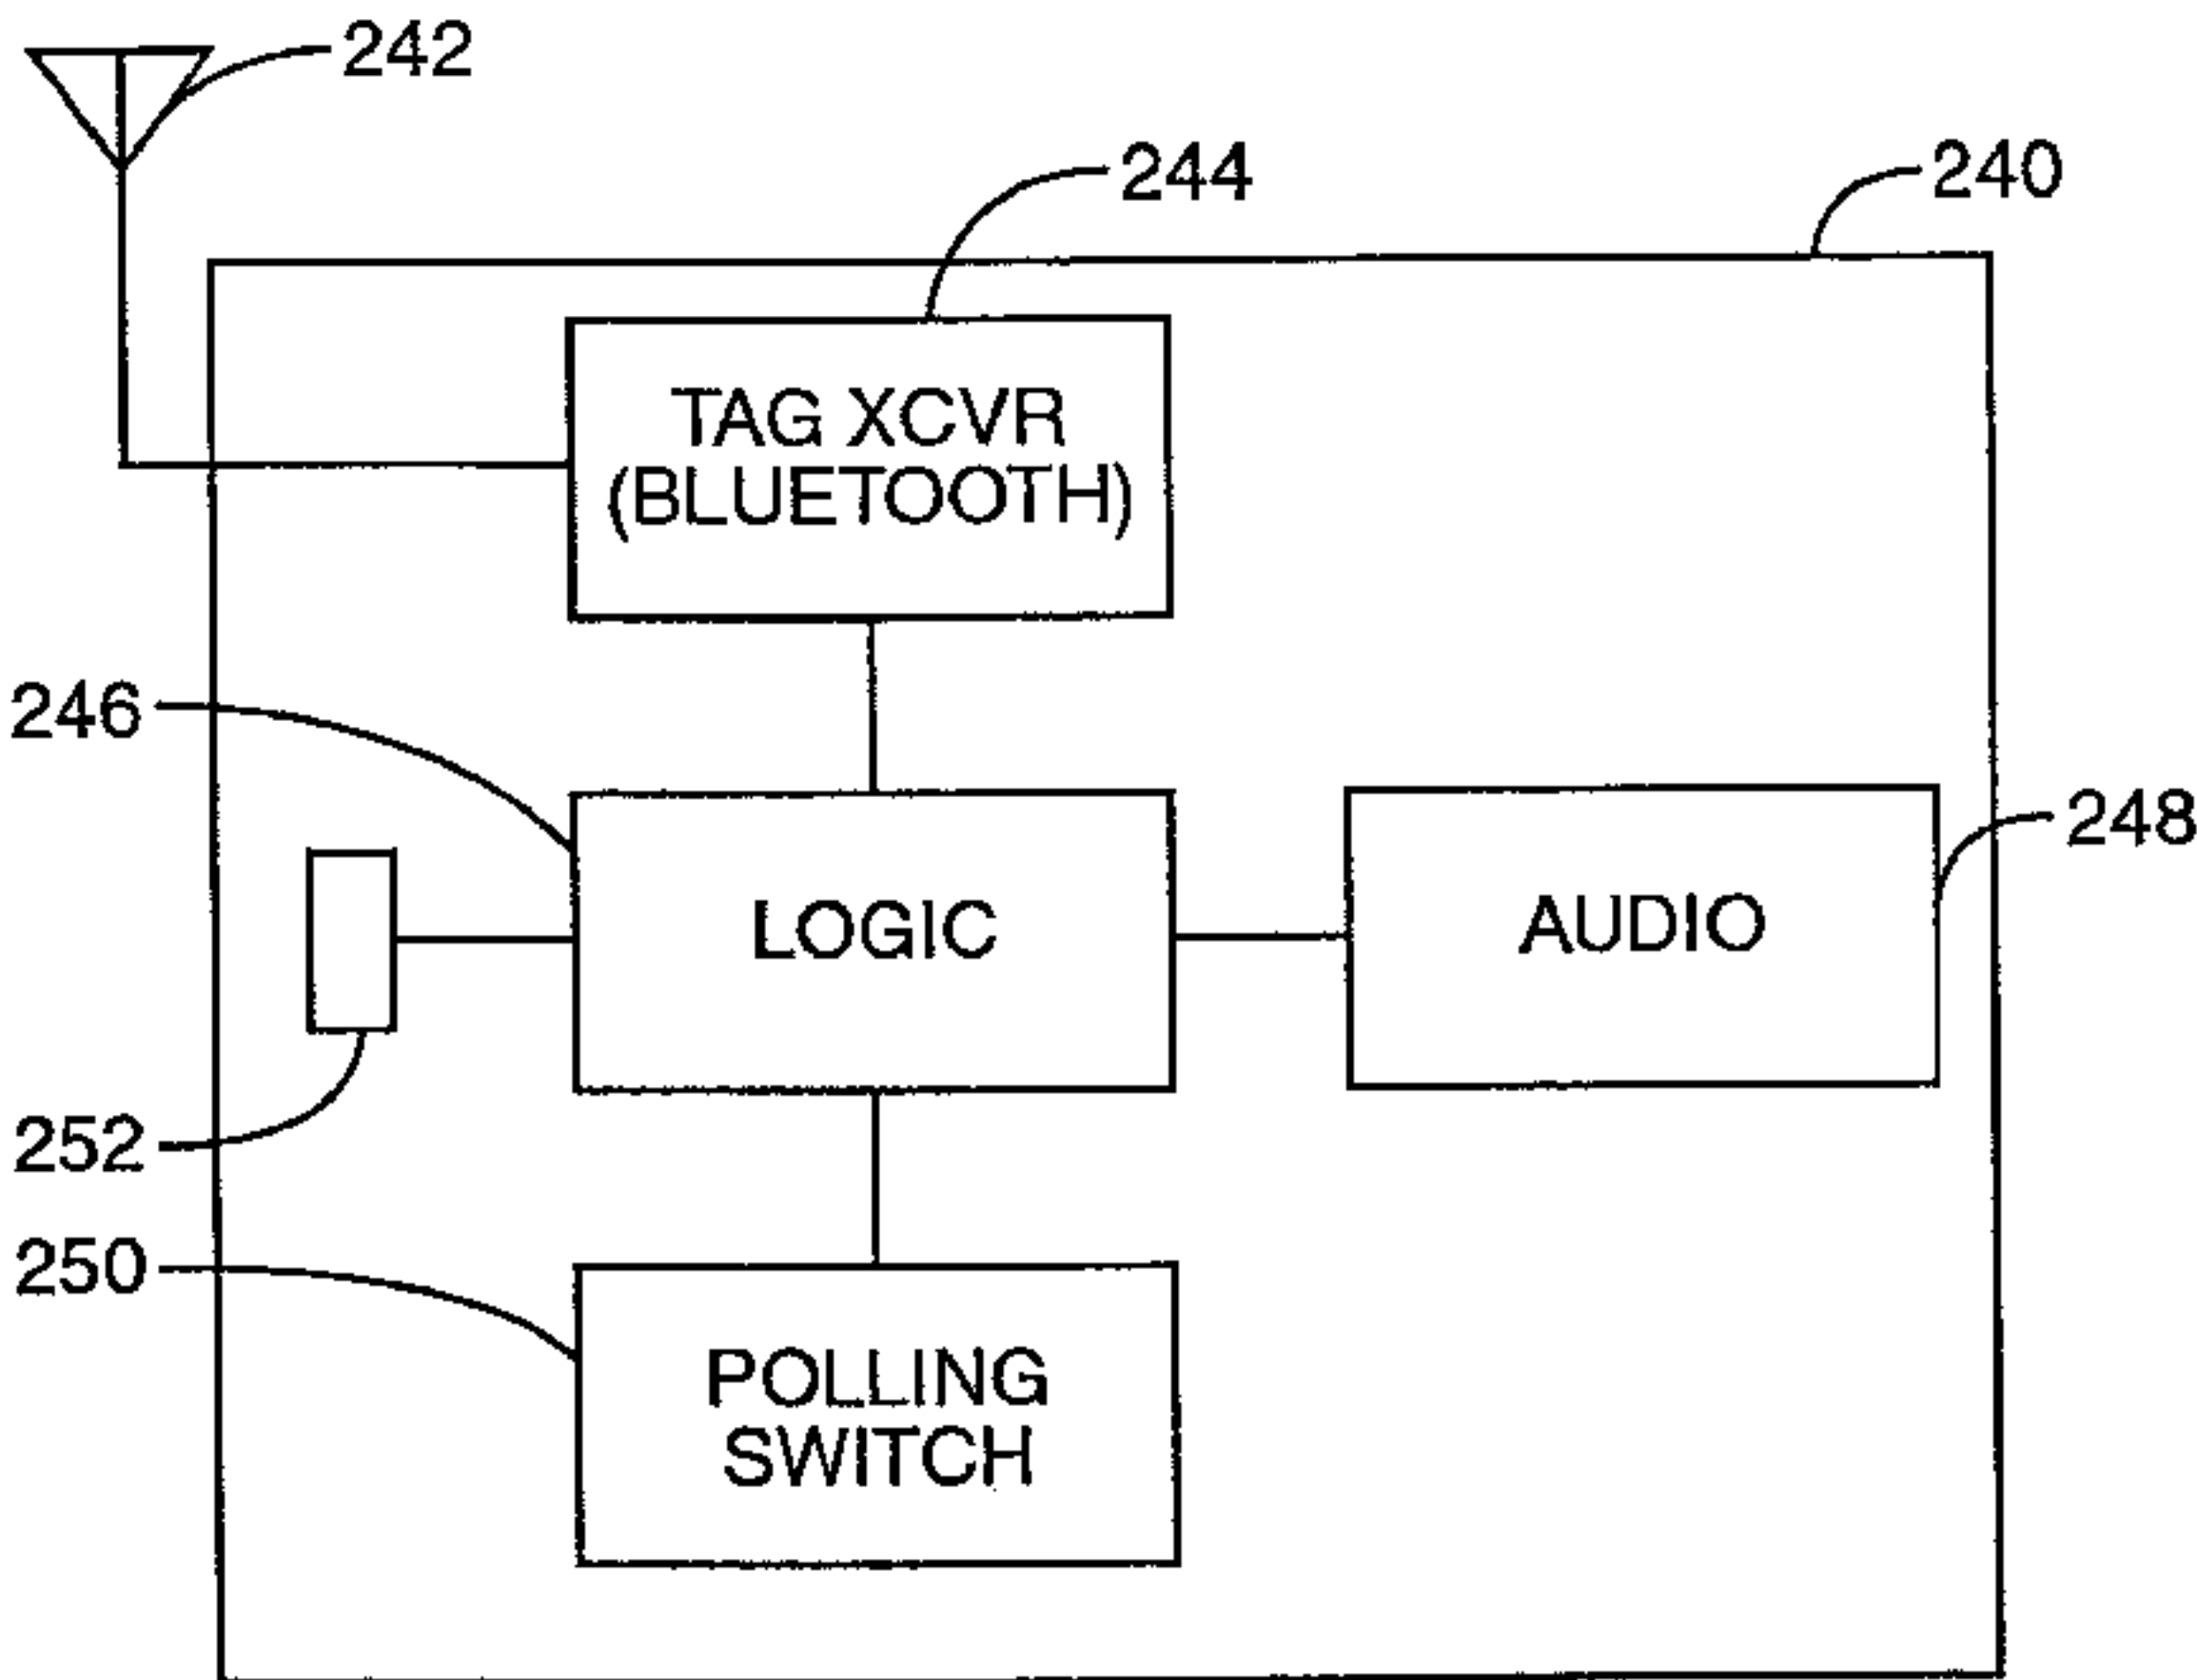 242
244
240
TAG XCVR
(BLUETOOTH)
246
248
LOGIC
AUDIO
252
250
POLLING
SWITCH